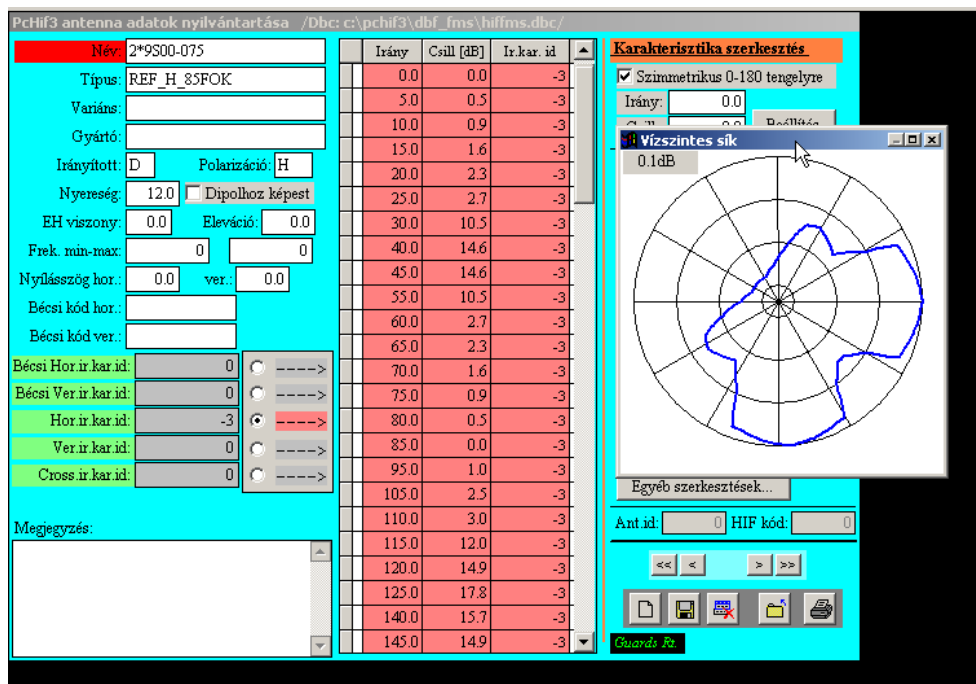 PcHif3 antenna adatok nyilvántartása /Dbc: c:\pchif3\dbf_fms\hiffms.dbc/
Név: 2*9S00-075
Típus: REF_H_85FOK
Variáns:
Gyártó:
Irányított: D Polarizáció: H
Nyereség: 12.0 Dipolhoz képest
EH viszony: 0.0 Eleváció: 0.0
Frek. min-max: 0 0
Nyílásszög hor.: 0.0 ver.: 0.0
Bécsi kód hor.:
Bécsi kód ver.:
Bécsi Hor.ir.kar.id: 0 ---->
Bécsi Ver.ir.kar.id: 0 ---->
Hor.ir.kar.id: -3 ---->
Ver.ir.kar.id: 0 ---->
Cross.ir.kar.id: 0 ---->
Megjegyzés:
Irány Csill [dB] Ir.kar. id
0.0 0.0 -3
5.0 0.5 -3
10.0 0.9 -3
15.0 1.6 -3
20.0 2.3 -3
25.0 2.7 -3
30.0 10.5 -3
40.0 14.6 -3
45.0 14.6 -3
55.0 10.5 -3
60.0 2.7 -3
65.0 2.3 -3
70.0 1.6 -3
75.0 0.9 -3
80.0 0.5 -3
85.0 0.0 -3
95.0 1.0 -3
105.0 2.5 -3
110.0 3.0 -3
115.0 12.0 -3
120.0 14.9 -3
125.0 17.8 -3
140.0 15.7 -3
145.0 14.9 -3
Karakterisztika szerkesztés
Szimmetrikus 0-180 tengelyre
Irány: 0.0
Vízszintes sík
0.1dB
Egyéb szerkesztések...
Ant.id: 0 HIF kód: 0
<< < > >>
Guards Rt.